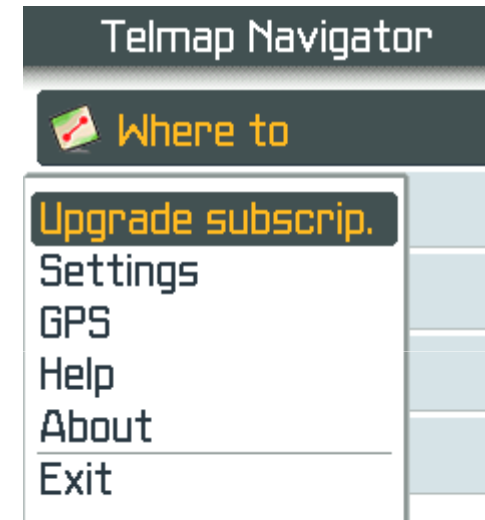 Telmap Navigator
Where to
Upgrade subscrip.
Settings
GPS
Help
About
Exit